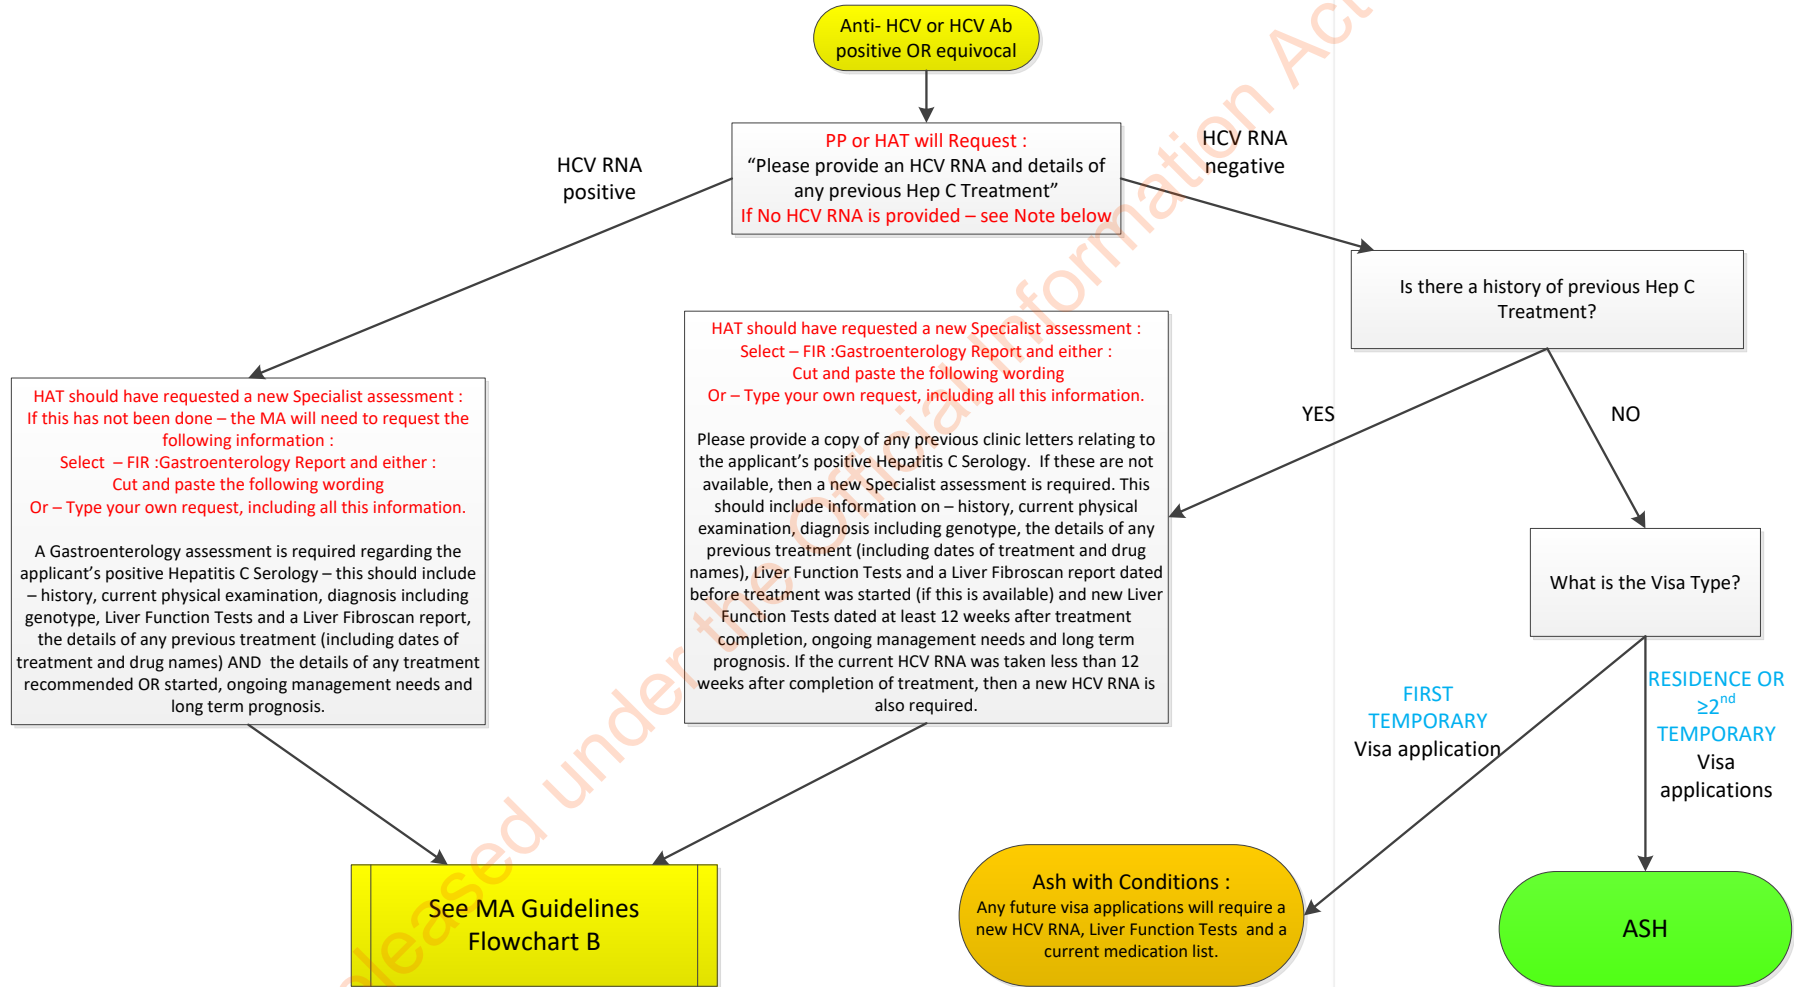 Anti- HCV or HCV Ab
positive OR equivocal
PP or HAT will Request :
“Please provide an HCV RNA and details of
any previous Hep C Treatment”
If No HCV RNA is provided – see Note below
HCV RNA
positive
HCV RNA
negative
Is there a history of previous Hep C
Treatment?
HAT should have requested a new Specialist assessment :
If this has not been done – the MA will need to request the
following information :
Select – FIR :Gastroenterology Report and either :
Cut and paste the following wording
Or – Type your own request, including all this information.
A Gastroenterology assessment is required regarding the
applicant’s positive Hepatitis C Serology – this should include
– history, current physical examination, diagnosis including
genotype, Liver Function Tests and a Liver Fibroscan report,
the details of any previous treatment (including dates of
treatment and drug names) AND the details of any treatment
recommended OR started, ongoing management needs and
long term prognosis.
HAT should have requested a new Specialist assessment :
Select – FIR :Gastroenterology Report and either :
Cut and paste the following wording
Or – Type your own request, including all this information.
Please provide a copy of any previous clinic letters relating to
the applicant’s positive Hepatitis C Serology. If these are not
available, then a new Specialist assessment is required. This
should include information on – history, current physical
examination, diagnosis including genotype, the details of any
previous treatment (including dates of treatment and drug
names), Liver Function Tests and a Liver Fibroscan report dated
before treatment was started (if this is available) and new Liver
Function Tests dated at least 12 weeks after treatment
completion, ongoing management needs and long term
prognosis. If the current HCV RNA was taken less than 12
weeks after completion of treatment, then a new HCV RNA is
also required.
YES
NO
What is the Visa Type?
FIRST
TEMPORARY
Visa application
RESIDENCE OR
≥2nd
TEMPORARY
Visa
applications
See MA Guidelines
Flowchart B
Ash with Conditions :
Any future visa applications will require a
new HCV RNA, Liver Function Tests and a
current medication list.
ASH
eleased under the Official Information Act